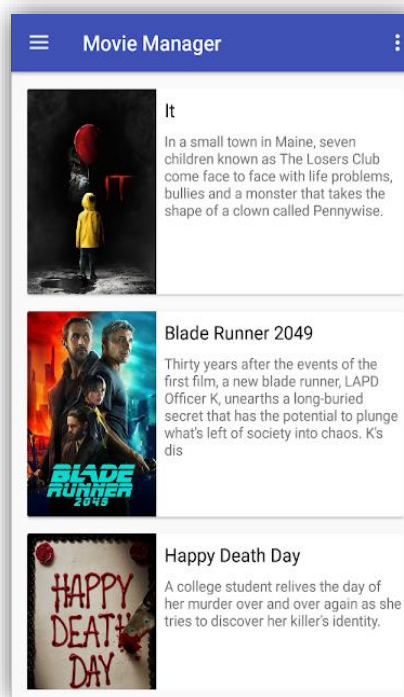 Movie Manager
It
In a small town in Maine, seven
children known as The Losers Club
come face to face with life problems,
bullies and a monster that takes the
shape of a clown called Pennywise.
IT
Blade Runner 2049
Thirty years after the events of the
first film, a new blade runner, LAPD
Officer K, unearths a long-buried
secret that has the potential to plunge
what's left of society into chaos. K's
dis
BLADE
RUNNER
2049
Happy Death Day
A college student relives the day of
her murder over and over again as she
tries to discover her killer's identity.
HAPPY
DEATH
DAY